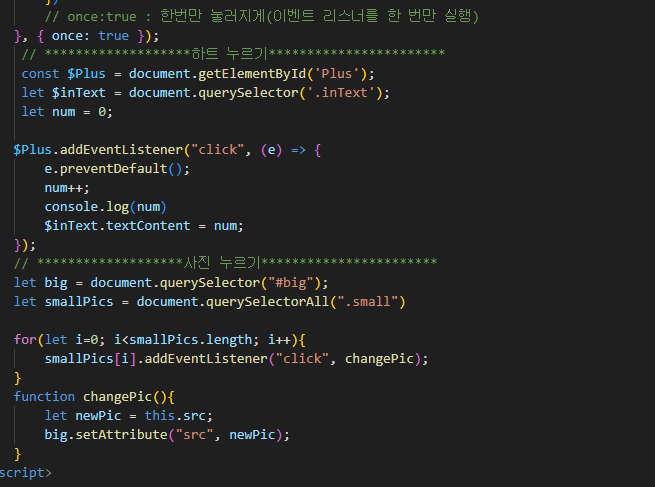 })
// once:true : 한번만 눌러지게(이벤트 리스너를 한 번만 실행)
}, { once: true });
// *******************하트 누르기***********************
const $Plus = document.getElementById('Plus');
let $inText = document.querySelector('.inText');
let num = 0;
$Plus.addEventListener("click", (e) => {
e.preventDefault();
num++;
console.log(num)
$inText.textContent = num;
});
// *******************사진 누르기***********************
let big = document.querySelector("#big");
let smallPics = document.querySelectorAll(".small")
for(let i=0; i<smallPics.length; i++){
smallPics[i].addEventListener("click", changePic);
}
function changePic(){
let newPic = this.src;
big.setAttribute("src", newPic);
}
script>